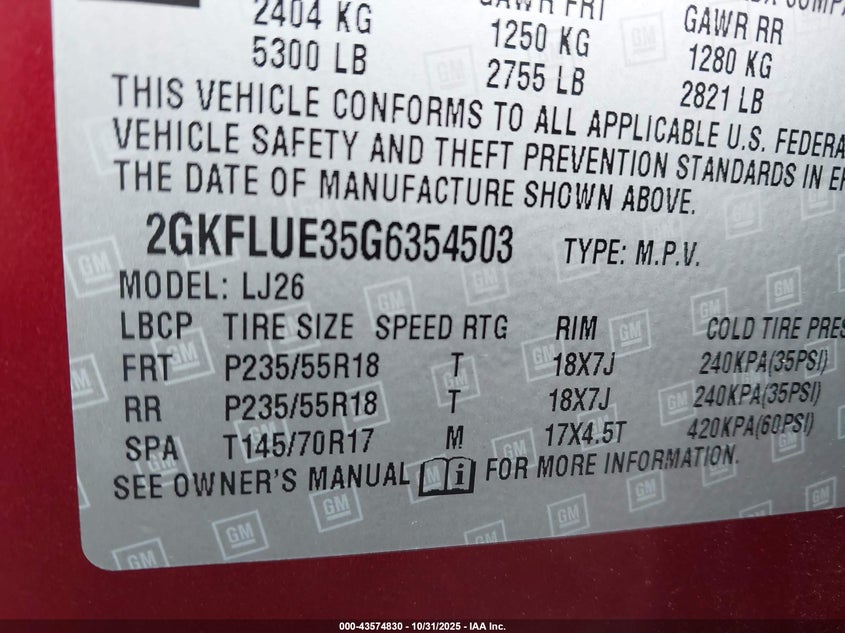 2404 KG GAWR FRT GAWR RR
5300 LB 1250 KG 1280 KG
2755 LB 2821 LB
THIS VEHICLE CONFORMS TO ALL APPLICABLE U.S. FEDERA
VEHICLE SAFETY AND THEFT PREVENTION STANDARDS IN EF
THE DATE OF MANUFACTURE SHOWN ABOVE.
2GKFLUE35G6354503 TYPE: M.P.V.
MODEL: LJ26
LBCP TIRE SIZE SPEED RTG RIM COLD TIRE PRES
FRT P235/55R18 T 18X7J 240KPA(35PSI)
RR P235/55R18 T 18X7J 240KPA(35PSI)
SPA T145/70R17 M 17X4.5T 420KPA(60PSI)
SEE OWNER'S MANUAL FOR MORE INFORMATION.
GM
000-43574830 - 10/31/2025 - IAA Inc.